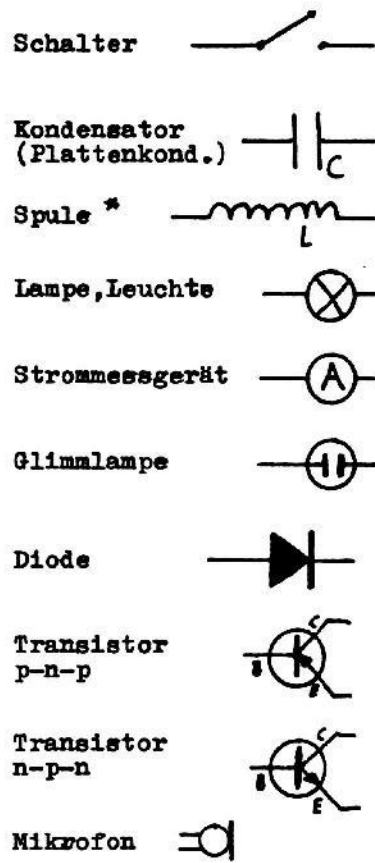 Schalter
Kondensator
(Plattenkond.)
C
Spule *
L
Lampe,Leuchte
A
Strommessgerät
Glimmlampe
Diode
Transistor
p-n-p
C
B
E
Transistor
n-p-n
C
B
E
Mikrofon